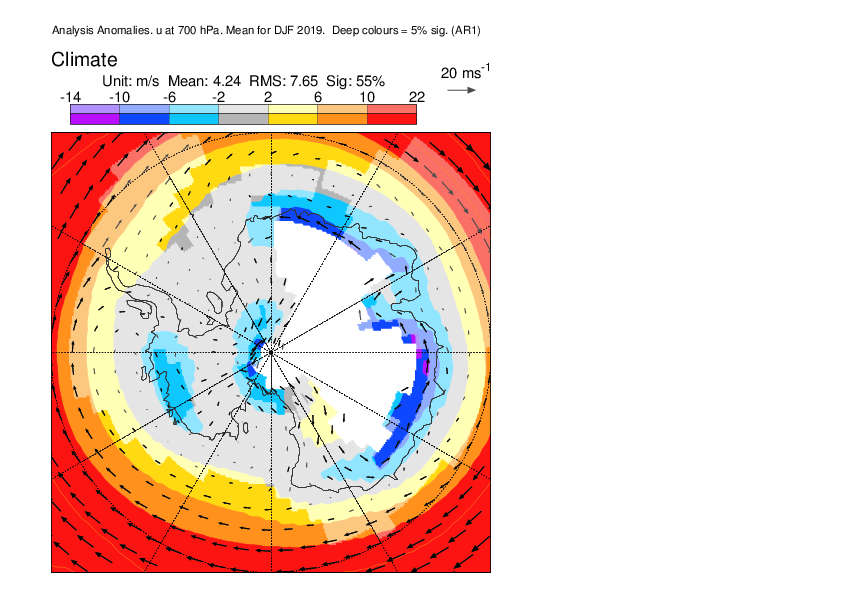 Analysis Anomalies. u at 700 hPa. Mean for DJF 2019.  Deep colours = 5% sig. (AR1)
Climate
20 ms-1
Unit: m/s  Mean: 4.24  RMS: 7.65  Sig: 55%
-14 -10 -6 -2 2 6 10 22